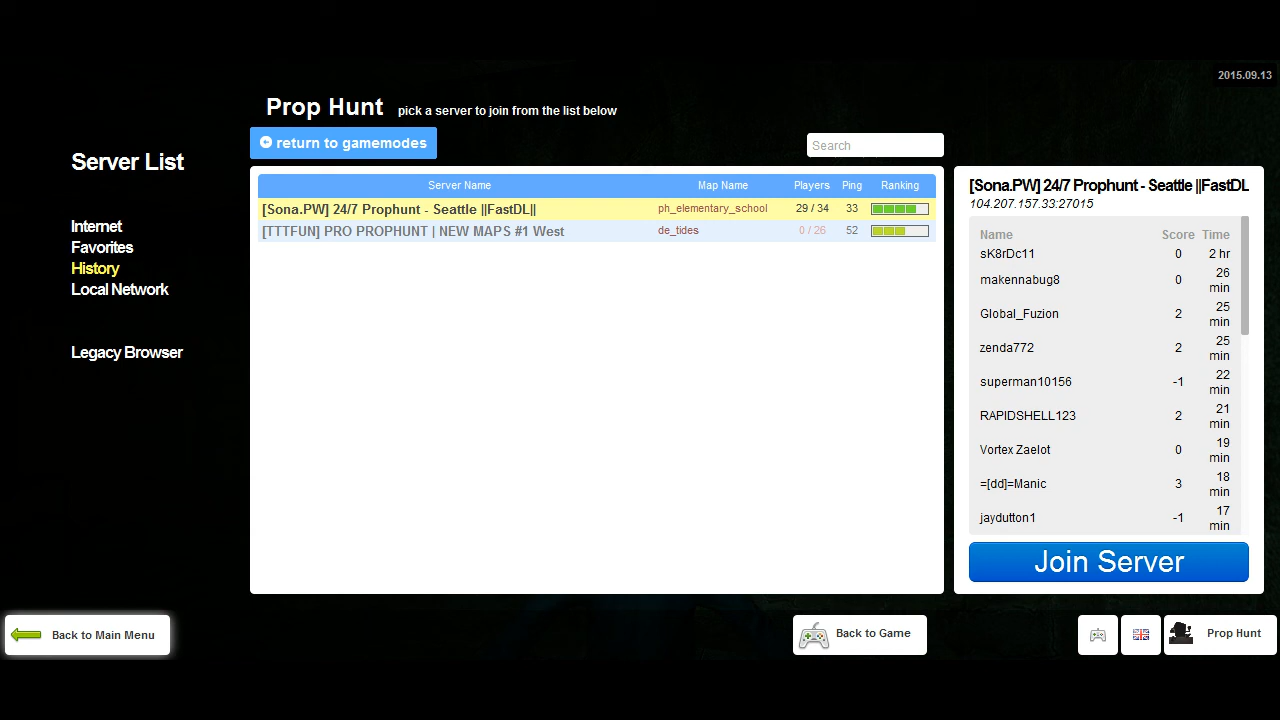 2015.09.13
Prop Hunt pick a server to join from the list below
return to gamemodes
Search
Server List
Internet
Favorites
History
Local Network
Legacy Browser
Server Name Map Name Players Ping Ranking
[Sona.PW] 24/7 Prophunt - Seattle ||FastDL|| ph_elementary_school 29 / 34 33
[TTTFUN] PRO PROPHUNT | NEW MAPS #1 West de_tides 0 / 26 52
[Sona.PW] 24/7 Prophunt - Seattle ||FastDL
104.207.157.33:27015
Name Score Time
sK8rDc11 0 2 hr
makennabug8 0 26 min
Global_Fuzion 2 25 min
zenda772 2 25 min
superman10156 -1 22 min
RAPIDSHELL123 2 21 min
Vortex Zaelot 0 19 min
=[dd]=Manic 3 18 min
jaydutton1 -1 17 min
Join Server
Back to Main Menu
Back to Game
Prop Hunt